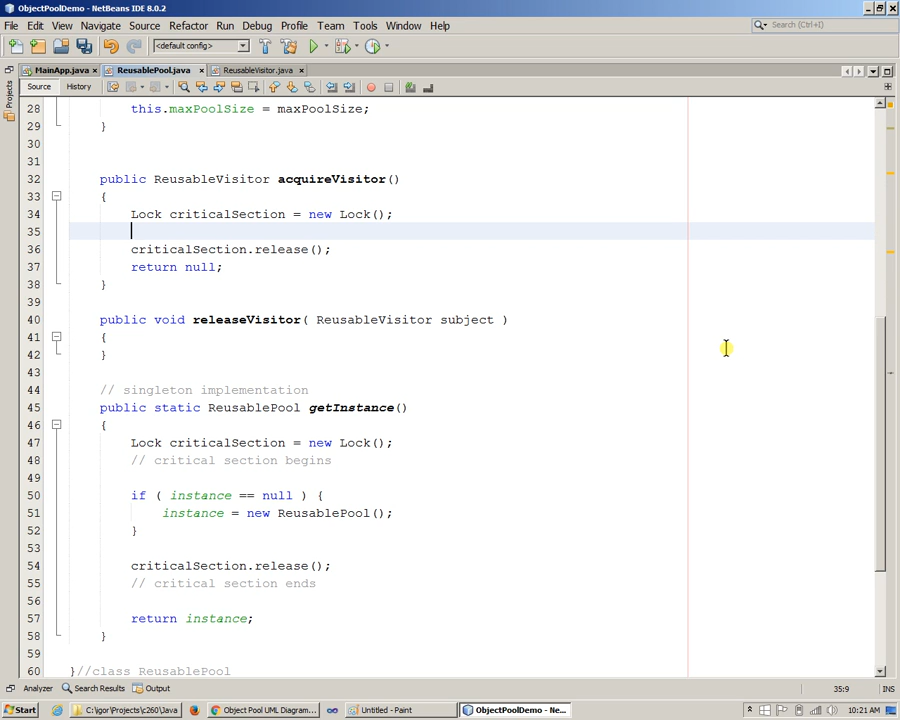 ObjectPoolDemo - NetBeans IDE 8.0.2
File Edit View Navigate Source Refactor Run Debug Profile Team Tools Window Help
<default config> Search (Ctrl+I)
MainApp.java ReusablePool.java ReusableVisitor.java
Source History
Projects
28 this.maxPoolSize = maxPoolSize;
29 }
30
31
32 public ReusableVisitor acquireVisitor()
33 {
34 Lock criticalSection = new Lock();
35
36 criticalSection.release();
37 return null;
38 }
39
40 public void releaseVisitor( ReusableVisitor subject )
41 {
42 }
43
44 // singleton implementation
45 public static ReusablePool getInstance()
46 {
47 Lock criticalSection = new Lock();
48 // critical section begins
49
50 if ( instance == null ) {
51 instance = new ReusablePool();
52 }
53
54 criticalSection.release();
55 // critical section ends
56
57 return instance;
58 }
59
60 }//class ReusablePool
Analyzer Search Results Output
35:9 INS
Start C:\igor\Projects\c260\Java Object Pool UML Diagram... Untitled - Paint ObjectPoolDemo - Ne... 10:21 AM